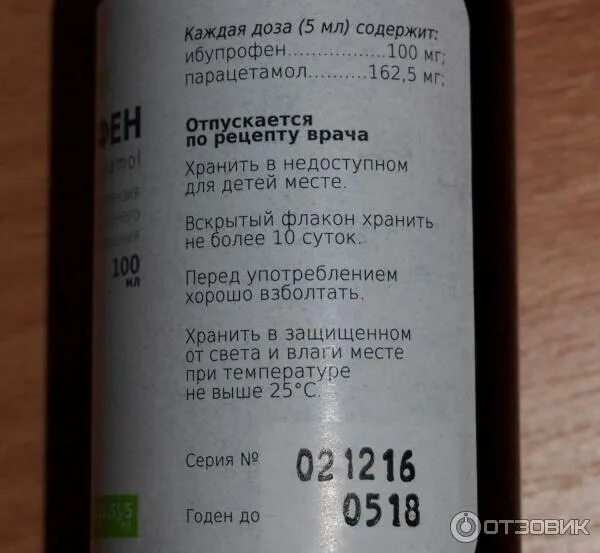 Каждая доза (5 мл) содержит:
ибупрофен.................100 мг;
парацетамол..........162,5 мг;
Отпускается
по рецепту врача
Хранить в недоступном
для детей месте.
Вскрытый флакон хранить
не более 10 суток.
Перед употреблением
хорошо взболтать.
Хранить в защищенном
от света и влаги месте
при температуре
не выше 25°С.
Серия № 021216
Годен до 0518
100
мл
ОТЗОВИК